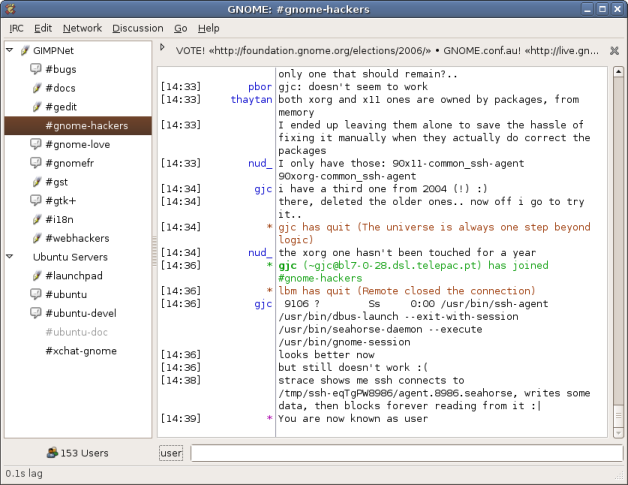 GNOME: #gnome-hackers
IRC Edit Network Discussion Go Help
GIMPNet
#bugs
#docs
#gedit
#gnome-hackers
#gnome-love
#gnomefr
#gst
#gtk+
#i18n
#webhackers
Ubuntu Servers
#launchpad
#ubuntu
#ubuntu-devel
#ubuntu-doc
#xchat-gnome
153 Users
VOTE! «http://foundation.gnome.org/elections/2006/» • GNOME.conf.au! «http://live.gn...
only one that should remain?..
[14:33] pbor gjc: doesn't seem to work
[14:33] thaytan both xorg and x11 ones are owned by packages, from
memory
[14:33] I ended up leaving them alone to save the hassle of
fixing it manually when they actually do correct the
packages
[14:33] nud_ I only have those: 90x11-common_ssh-agent
90xorg-common_ssh-agent
[14:34] gjc i have a third one from 2004 (!) :)
[14:34] there, deleted the older ones.. now off i go to try
it..
[14:34] * gjc has quit (The universe is always one step beyond
logic)
[14:34] nud_ the xorg one hasn't been touched for a year
[14:36] * gjc (~gjc@bl7-0-28.dsl.telepac.pt) has joined
#gnome-hackers
[14:36] * lbm has quit (Remote closed the connection)
[14:36] gjc 9106 ? Ss 0:00 /usr/bin/ssh-agent
/usr/bin/dbus-launch --exit-with-session
/usr/bin/seahorse-daemon --execute
/usr/bin/gnome-session
[14:36] looks better now
[14:36] but still doesn't work :(
[14:38] strace shows me ssh connects to
/tmp/ssh-eqTgPW8986/agent.8986.seahorse, writes some
data, then blocks forever reading from it :|
[14:39] * You are now known as user
user
0.1s lag